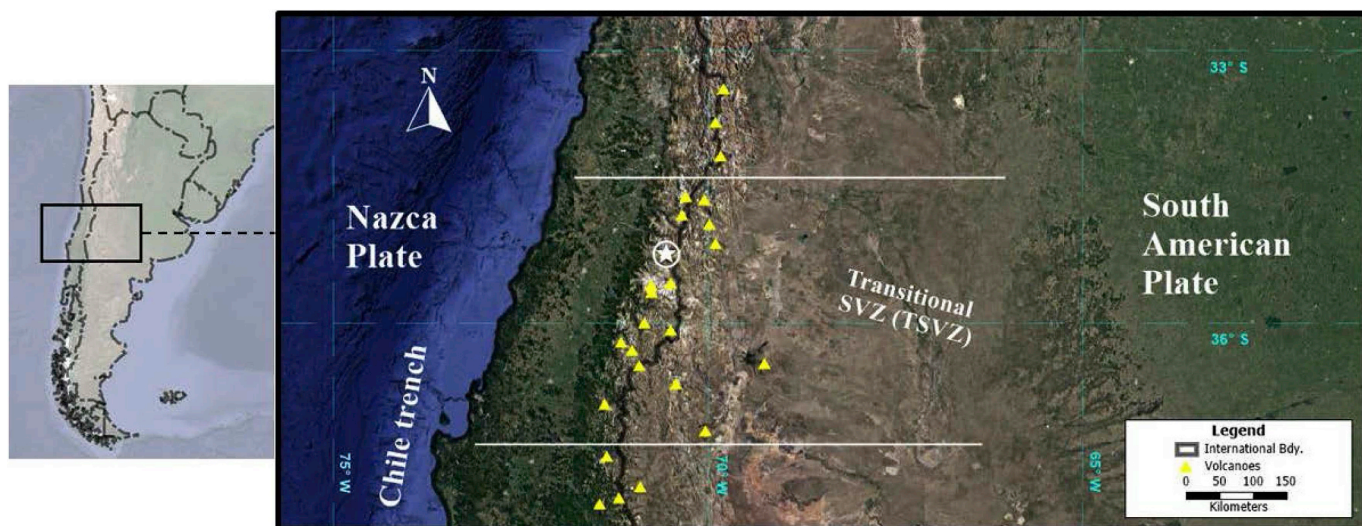 N
33° S
Nazca
Plate
South
American
Plate
Transitional
SVZ (TSVZ)
36° S
Chile trench
75° W
70° W
65° W
Legend
International Bdy.
Volcanoes
0 50 100 150
Kilometers